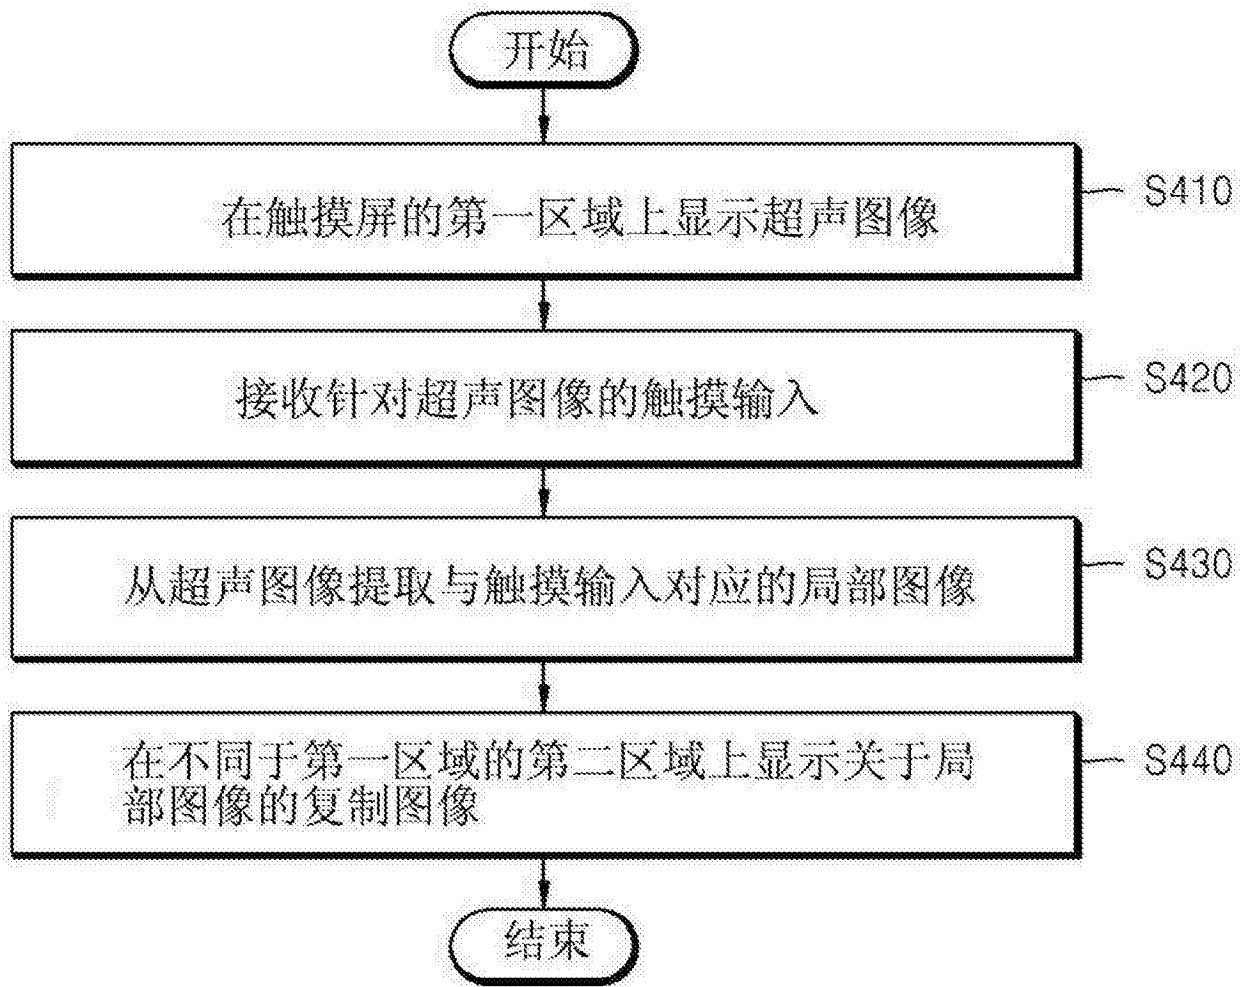 开始
在触摸屏的第一区域上显示超声图像
S410
接收针对超声图像的触摸输入
S420
从超声图像提取与触摸输入对应的局部图像
S430
在不同于第一区域的第二区域上显示关于局
部图像的复制图像
S440
结束